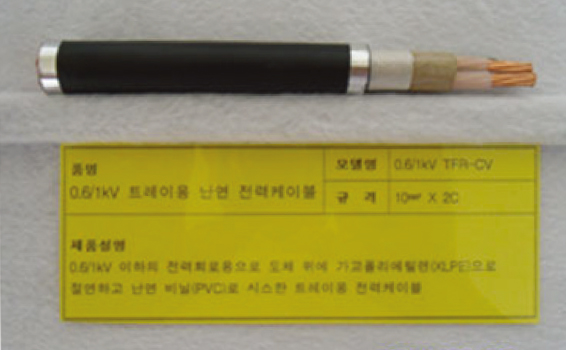 품명
0.6/1kV 트레이용 난연 전력케이블
모델명 0.6/1kV TFR-CV
규 격 10㎟ X 2C
제품설명
0.6/1kV 이하의 전력회로용으로 도체 위에 가교폴리에틸렌(XLPE)으로
절연하고 난연 비닐(PVC)로 시스한 트레이용 전력케이블